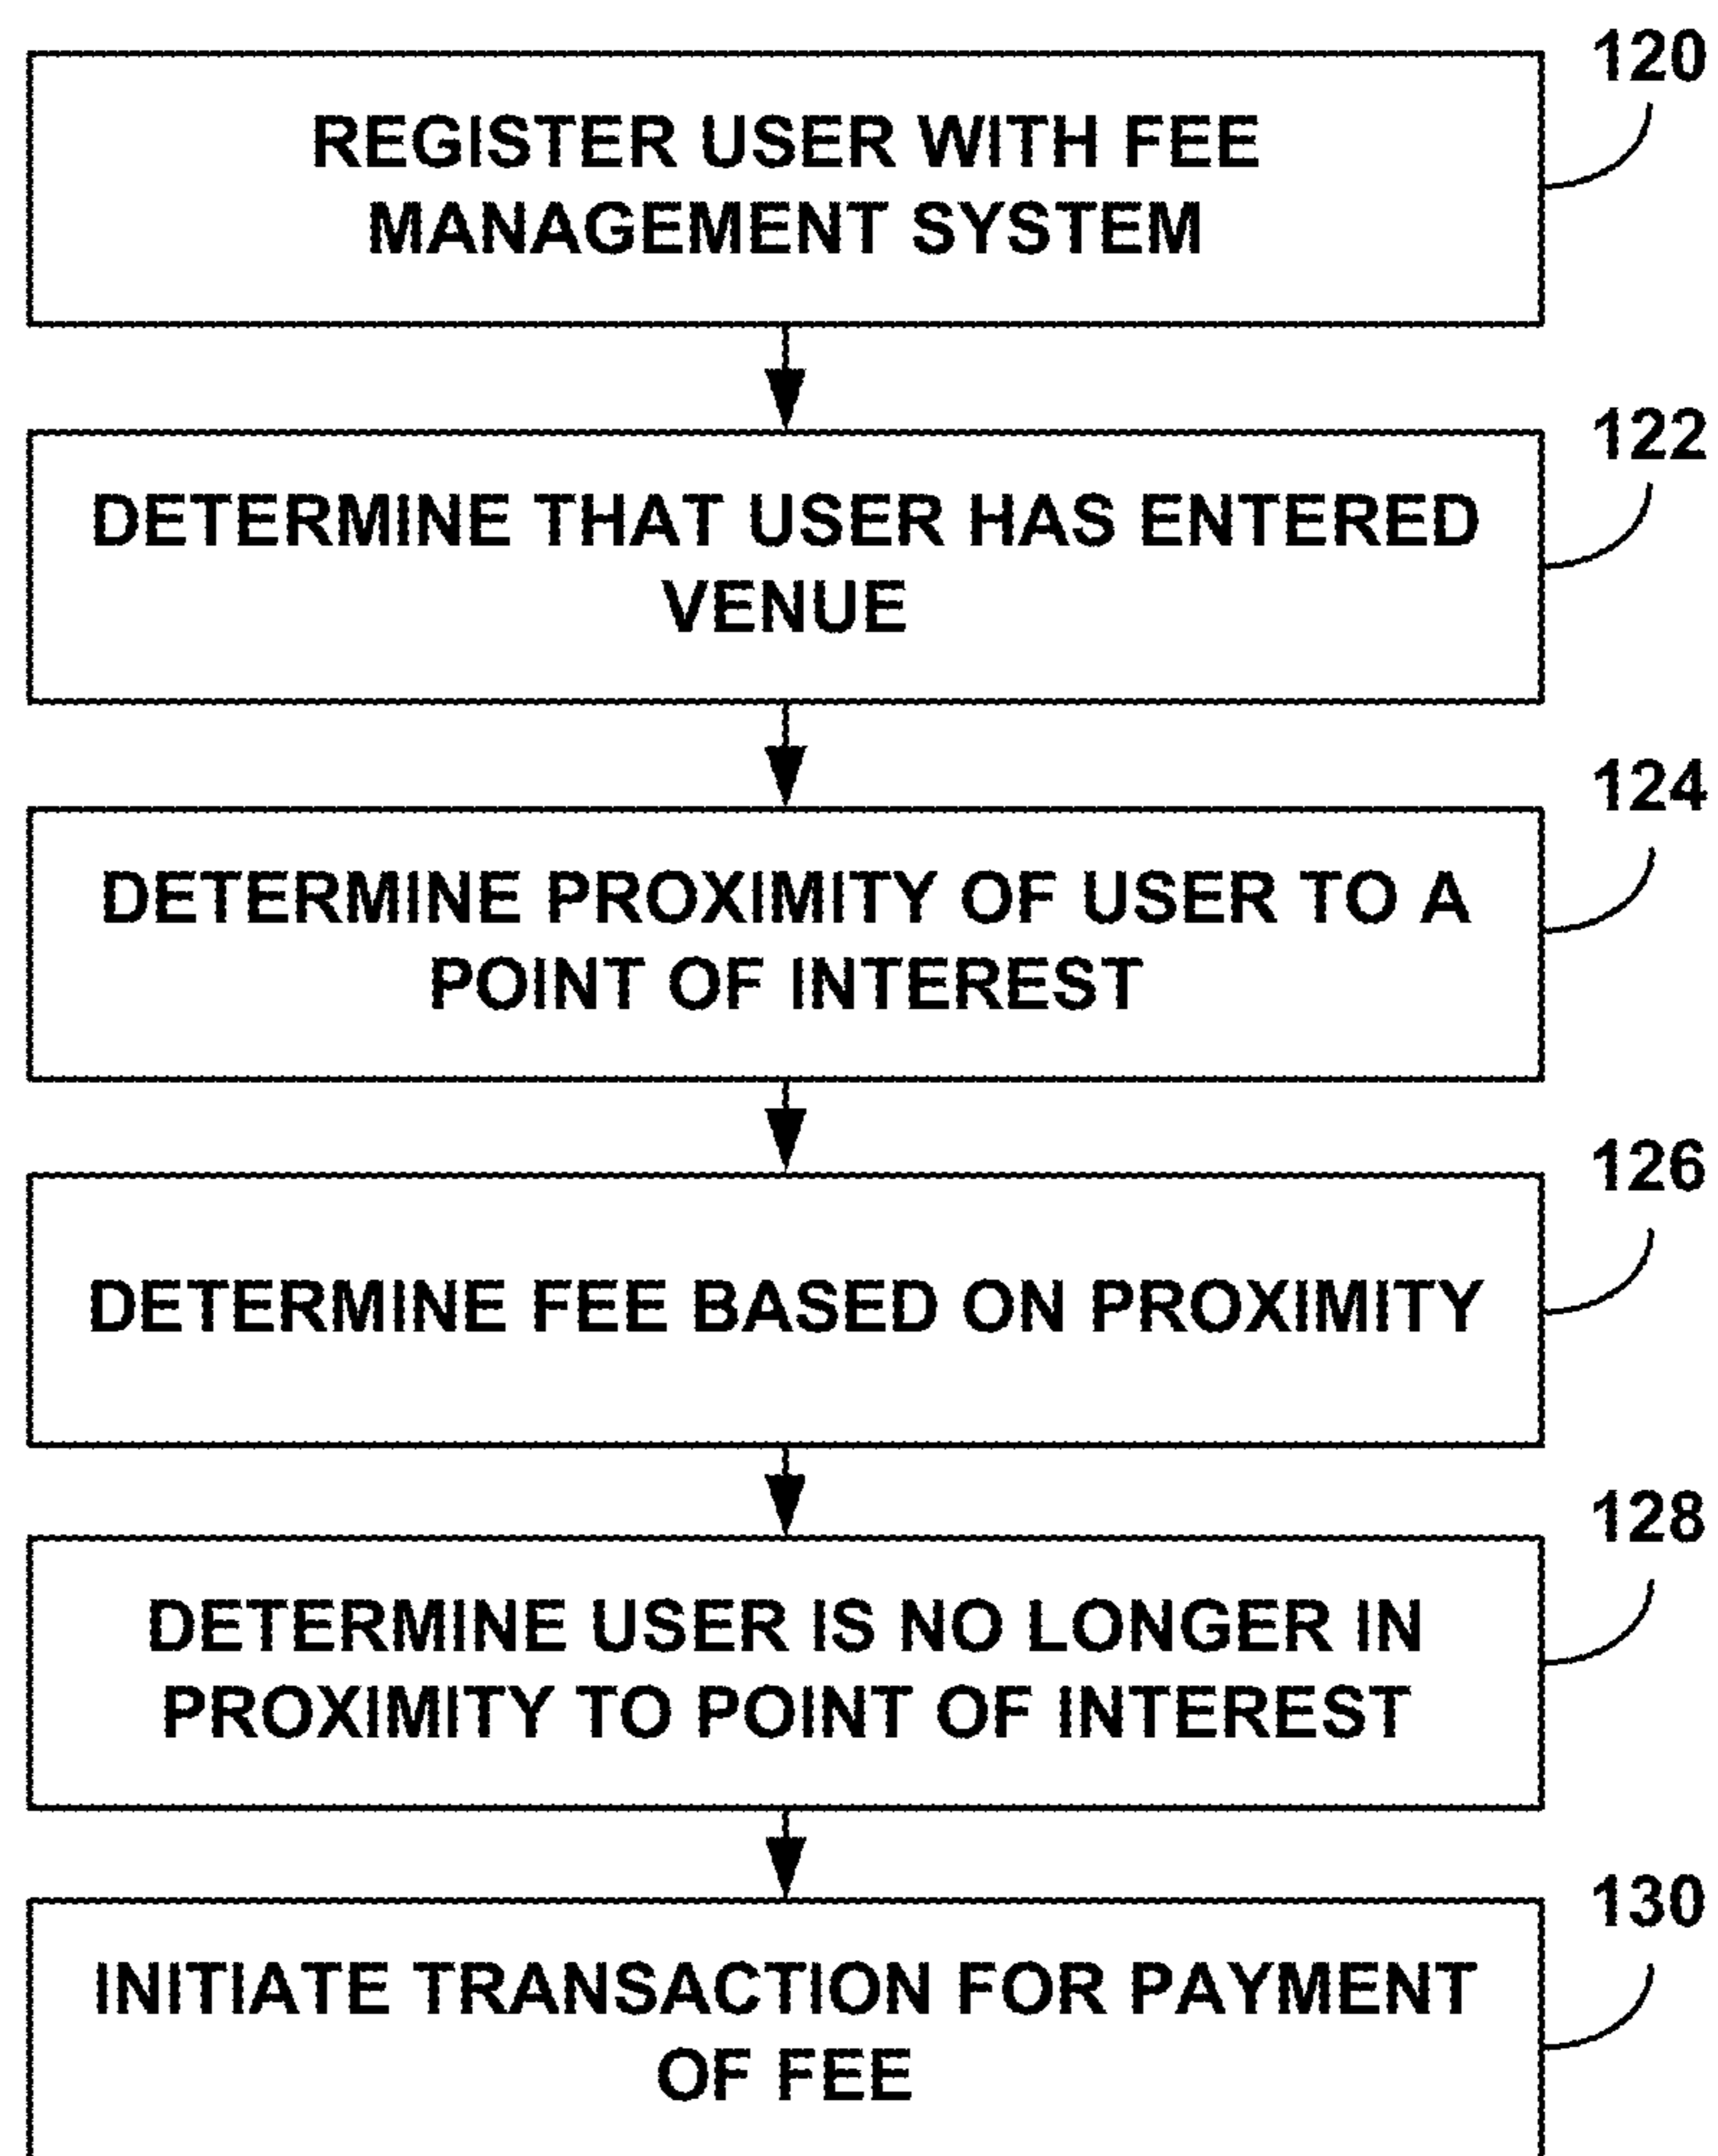 120
REGISTER USER WITH FEE
MANAGEMENT SYSTEM
122
DETERMINE THAT USER HAS ENTERED
VENUE
124
DETERMINE PROXIMITY OF USER TO A
POINT OF INTEREST
126
DETERMINE FEE BASED ON PROXIMITY
128
DETERMINE USER IS NO LONGER IN
PROXIMITY TO POINT OF INTEREST
130
INITIATE TRANSACTION FOR PAYMENT
OF FEE